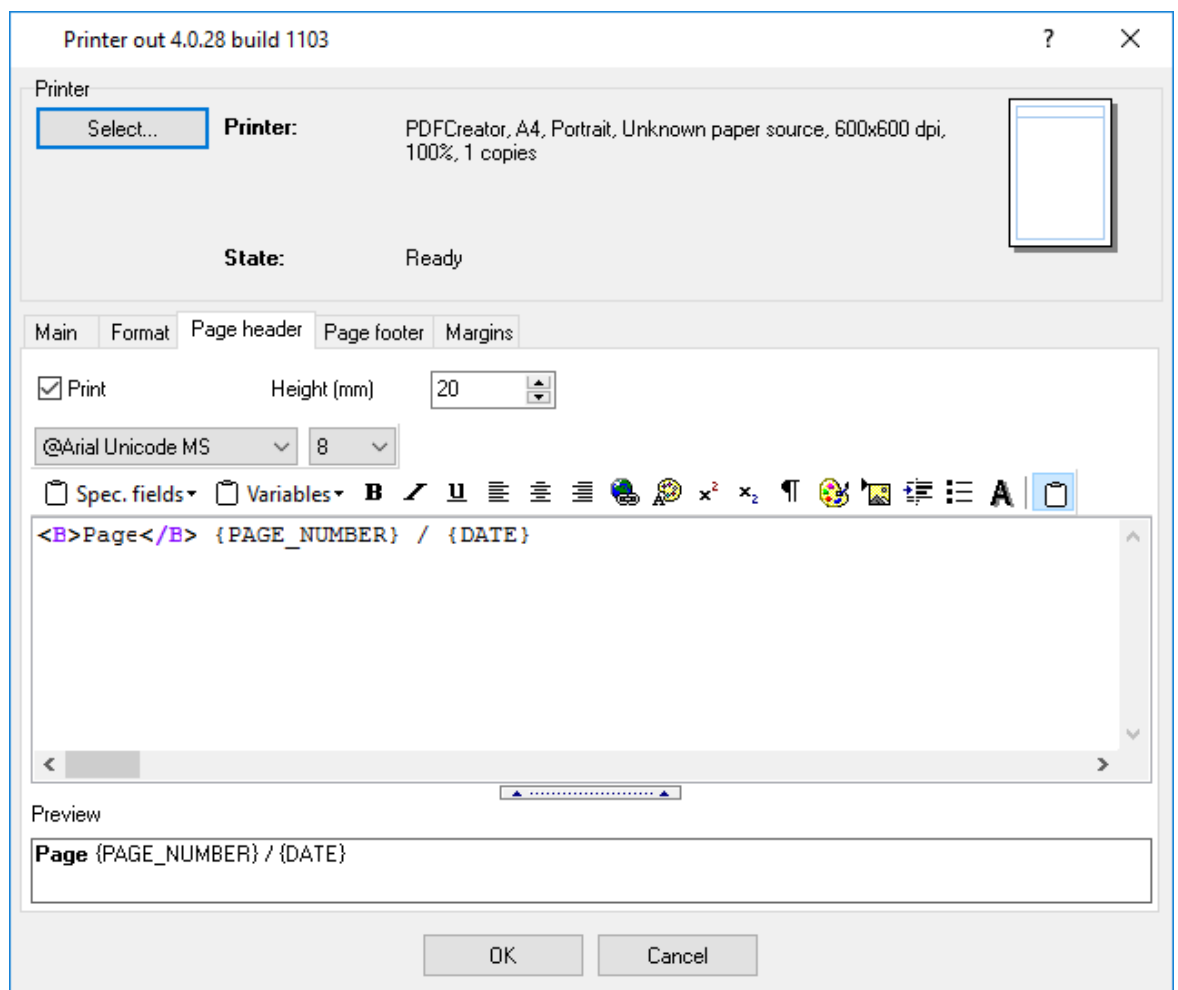 Printer out 4.0.28 build 1103
?
Printer
Select...
Printer:
PDFCreator, A4, Portrait, Unknown paper source, 600x600 dpi,
100%, 1 copies
State:
Ready
Main Format Page header Page footer Margins
Print Height (mm) 20
@Arial Unicode MS 8
Spec. fields Variables B I u x² x₂ ¶ A
<B>Page</B> {PAGE_NUMBER} / {DATE}
Preview
Page {PAGE_NUMBER} / {DATE}
OK Cancel